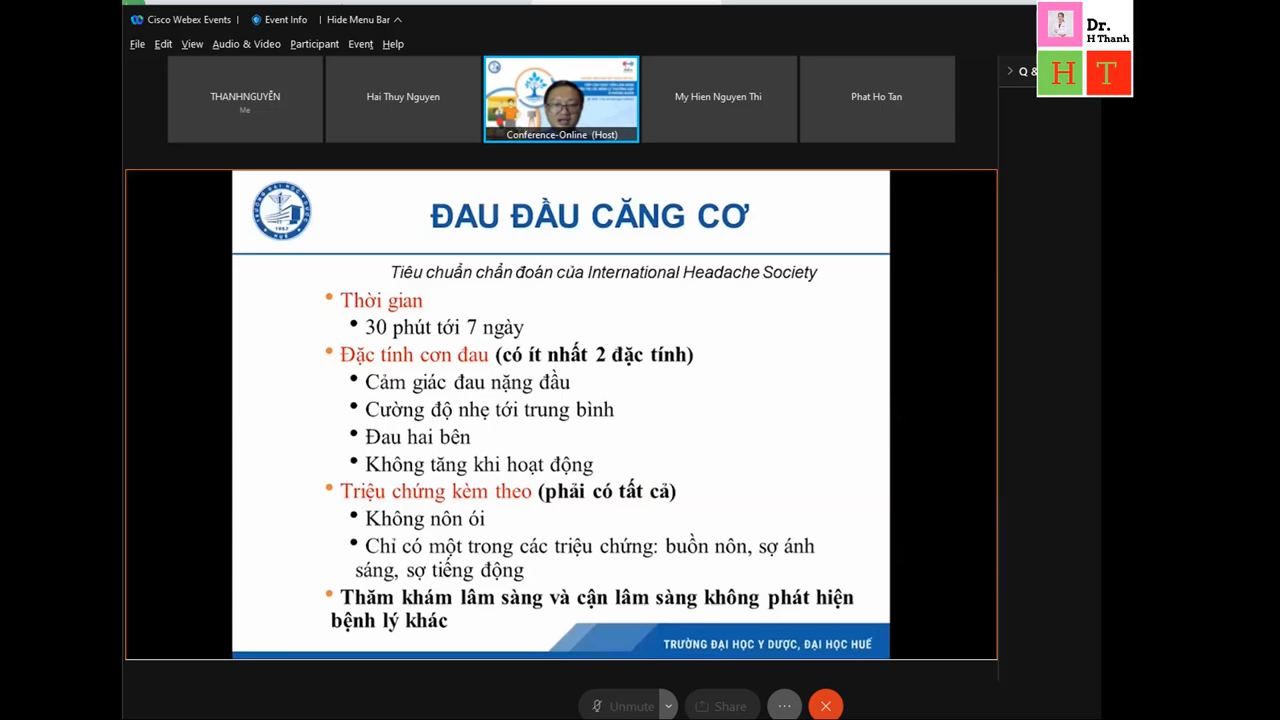 Cisco Webex Events
Event Info
Hide Menu Bar
Dr.
H Thanh
H
T
File Edit View Audio & Video Participant Event Help
Q &
THANHNGUYỄN
Me
Hai Thuy Nguyen
Conference-Online (Host)
My Hien Nguyen Thi
Phat Ho Tan
ĐAU ĐẦU CĂNG CƠ
Tiêu chuẩn chẩn đoán của International Headache Society
• Thời gian
• 30 phút tới 7 ngày
• Đặc tính cơn đau (có ít nhất 2 đặc tính)
• Cảm giác đau nặng đầu
• Cường độ nhẹ tới trung bình
• Đau hai bên
• Không tăng khi hoạt động
• Triệu chứng kèm theo (phải có tất cả)
• Không nôn ói
• Chỉ có một trong các triệu chứng: buồn nôn, sợ ánh
sáng, sợ tiếng động
• Thăm khám lâm sàng và cận lâm sàng không phát hiện
bệnh lý khác
TRƯỜNG ĐẠI HỌC Y DƯỢC, ĐẠI HỌC HUẾ
Unmute
Share